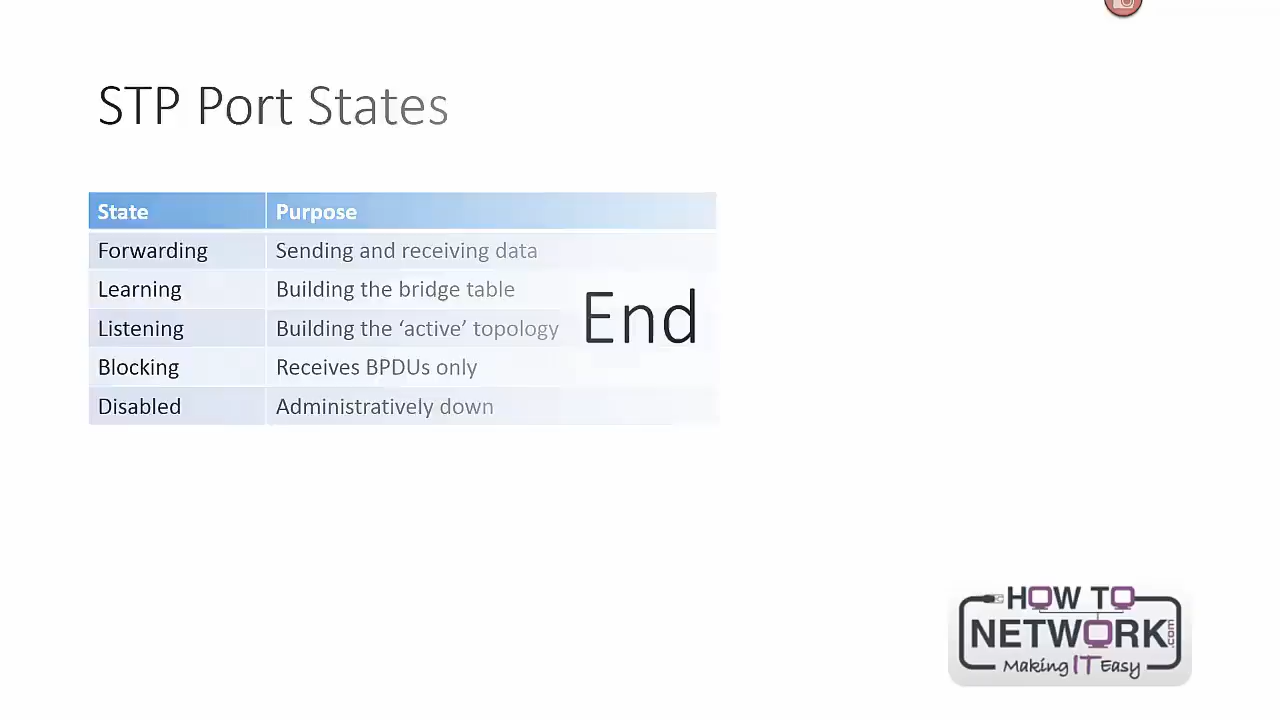 STP Port States
State Purpose
Forwarding Sending and receiving data
Learning Building the bridge table
Listening Building the ‘active’ topology
Blocking Receives BPDUs only
Disabled Administratively down
End
HOW TO
NETWORK.com
Making IT Easy